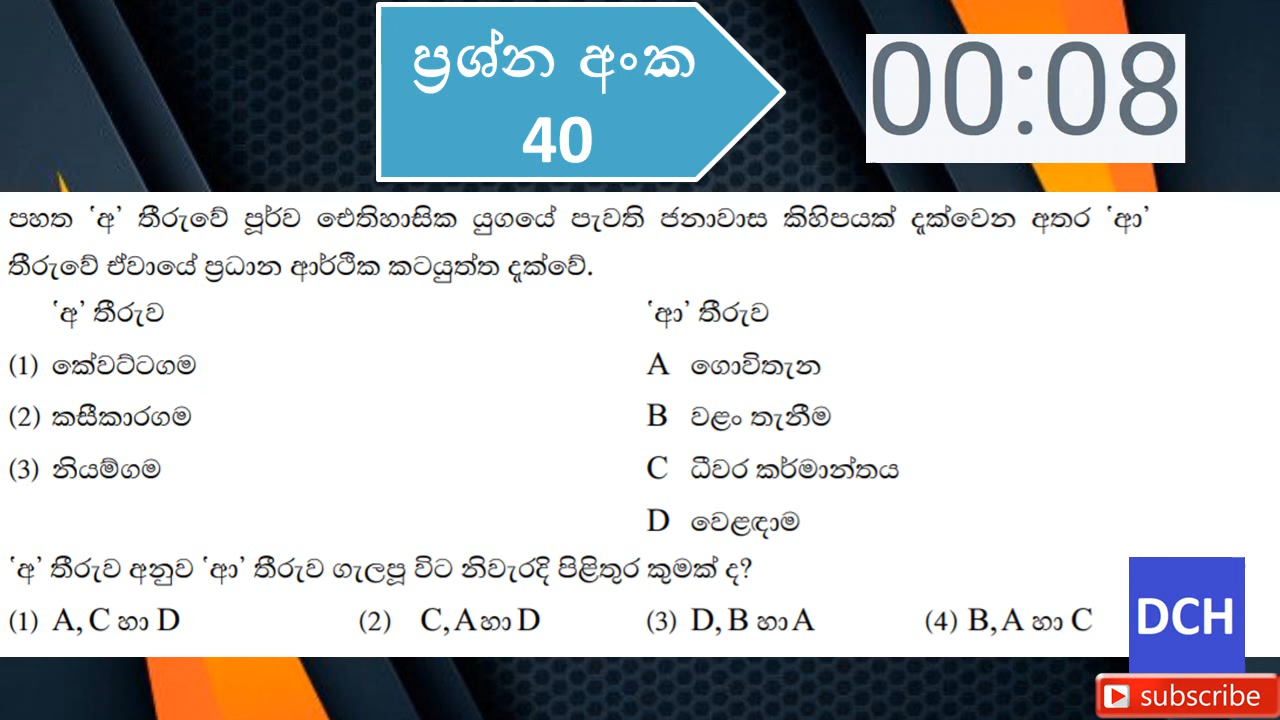 ප්‍රශ්න අංක
40
00:08
පහත ‘අ’ තීරුවේ පූර්ව ඓතිහාසික යුගයේ පැවති ජනාවාස කිහිපයක් දැක්වෙන අතර ‘ආ’
තීරුවේ ඒවායේ ප්‍රධාන ආර්ථික කටයුත්ත දැක්වේ.
‘අ’ තීරුව ‘ආ’ තීරුව
(1) කේවට්ටගම A ගොවිතැන
(2) කසීකාරගම B වළං තැනීම
(3) නියම්ගම C ධීවර කර්මාන්තය
D වෙළඳාම
‘අ’ තීරුව අනුව ‘ආ’ තීරුව ගැලපූ විට නිවැරදි පිළිතුර කුමක් ද?
(1) A, C හා D (2) C, A හා D (3) D, B හා A (4) B, A හා C
DCH
subscribe